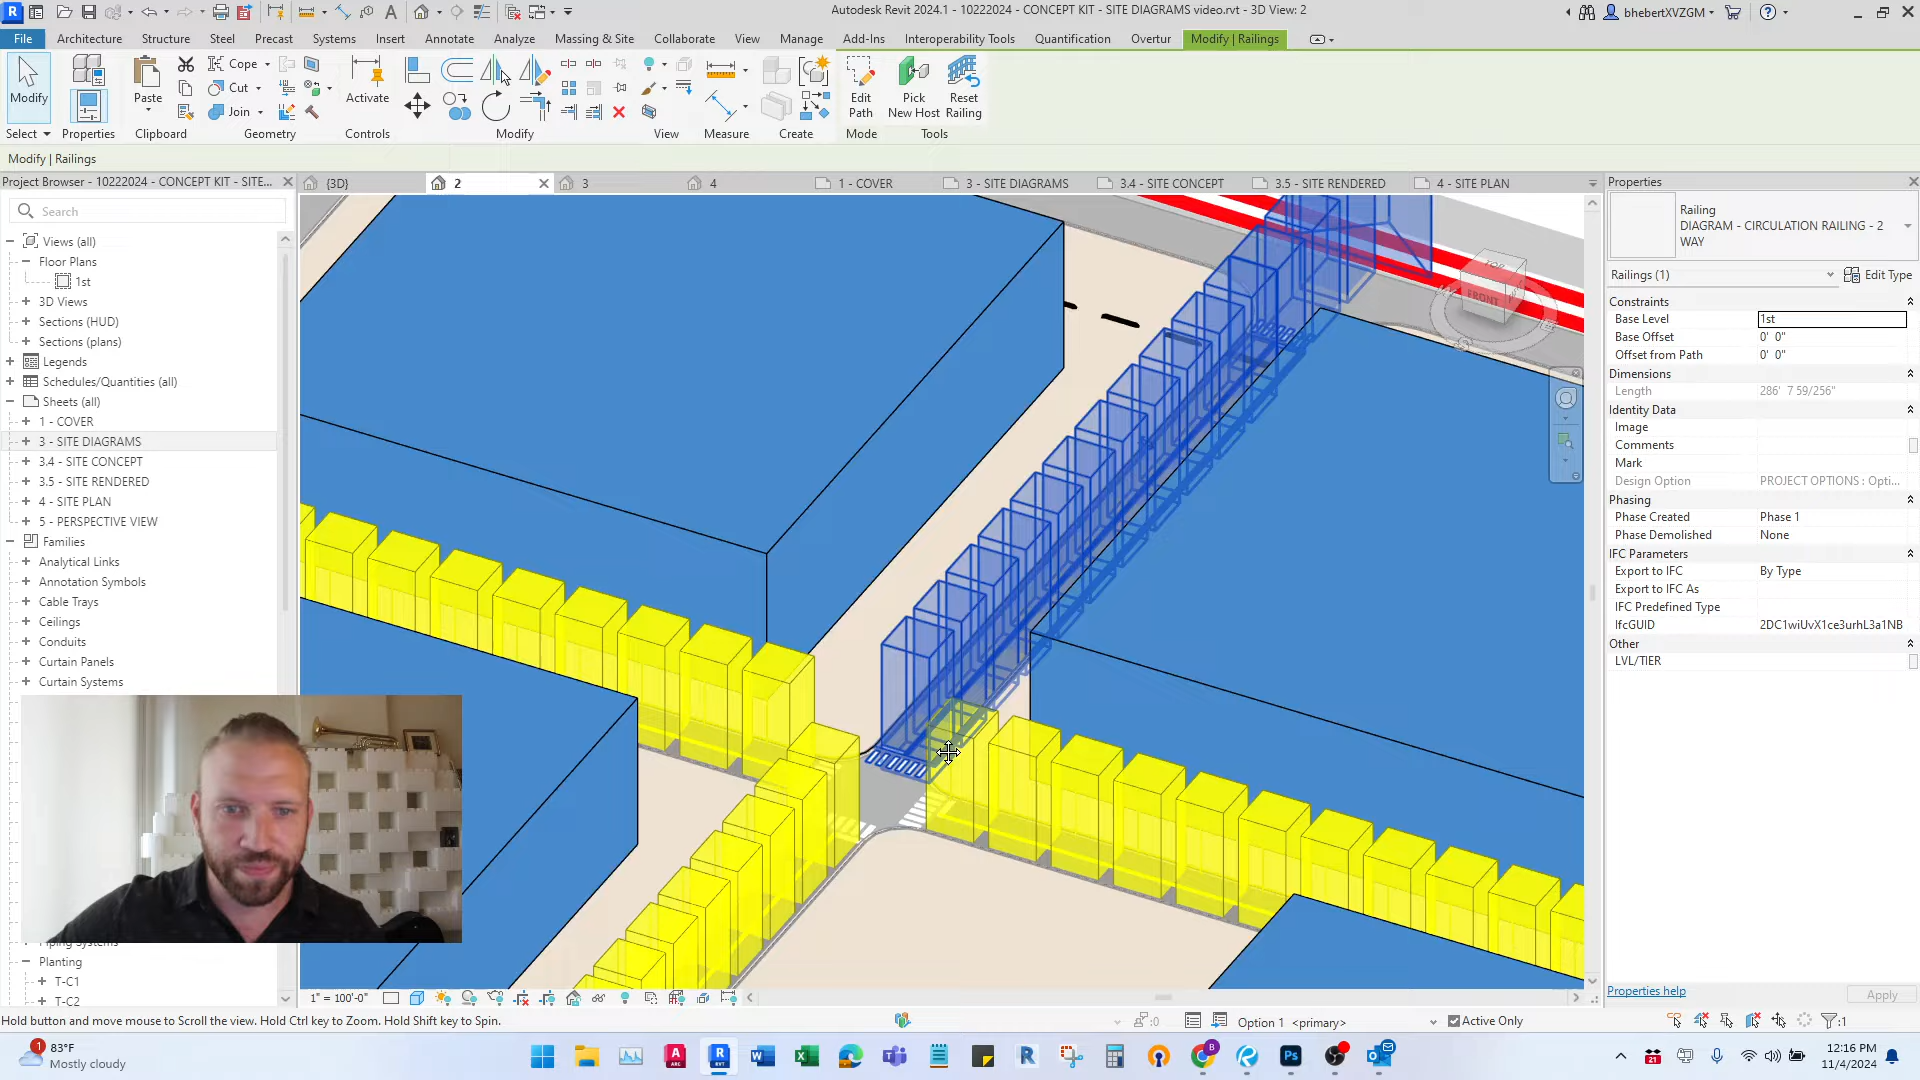 Autodesk Revit 2024.1 - 10222024 - CONCEPT KIT - SITE DIAGRAMS video.rvt - 3D View: 2
bhebertXVZGM
File
Architecture
Structure
Steel
Precast
Systems
Insert
Annotate
Analyze
Massing & Site
Collaborate
View
Manage
Add-Ins
Interoperability Tools
Quantification
Overtur
Modify | Railings
Modify
Paste
Cope
Cut
Join
Activate
Edit
Path
Pick
New Host
Reset
Railing
Select
Properties
Clipboard
Geometry
Controls
Modify
View
Measure
Create
Mode
Tools
Modify | Railings
Project Browser - 10222024 - CONCEPT KIT - SITE...
{3D}
2
3
4
1 - COVER
3 - SITE DIAGRAMS
3.4 - SITE CONCEPT
3.5 - SITE RENDERED
4 - SITE PLAN
Properties
Search
Views (all)
Floor Plans
1st
3D Views
Sections (HUD)
Sections (plans)
Legends
Schedules/Quantities (all)
Sheets (all)
1 - COVER
3 - SITE DIAGRAMS
3.4 - SITE CONCEPT
3.5 - SITE RENDERED
4 - SITE PLAN
5 - PERSPECTIVE VIEW
Families
Analytical Links
Annotation Symbols
Cable Trays
Ceilings
Conduits
Curtain Panels
Curtain Systems
Piping Systems
Planting
T-C1
T-C2
TOP
FRONT
Railing
DIAGRAM - CIRCULATION RAILING - 2
WAY
Railings (1)
Edit Type
Constraints
Base Level 1st
Base Offset 0' 0"
Offset from Path 0' 0"
Dimensions
Length 286' 7 59/256"
Identity Data
Image
Comments
Mark
Design Option PROJECT OPTIONS : Opti...
Phasing
Phase Created Phase 1
Phase Demolished None
IFC Parameters
Export to IFC By Type
Export to IFC As
IFC Predefined Type
IfcGUID 2DC1wiUvX1ce3urhL3a1NB
Other
LVL/TIER
Properties help
Apply
1" = 100'-0"
Hold button and move mouse to Scroll the view. Hold Ctrl key to Zoom. Hold Shift key to Spin.
:0
Option 1 <primary>
Active Only
:1
1
83°F
Mostly cloudy
21
12:16 PM
11/4/2024